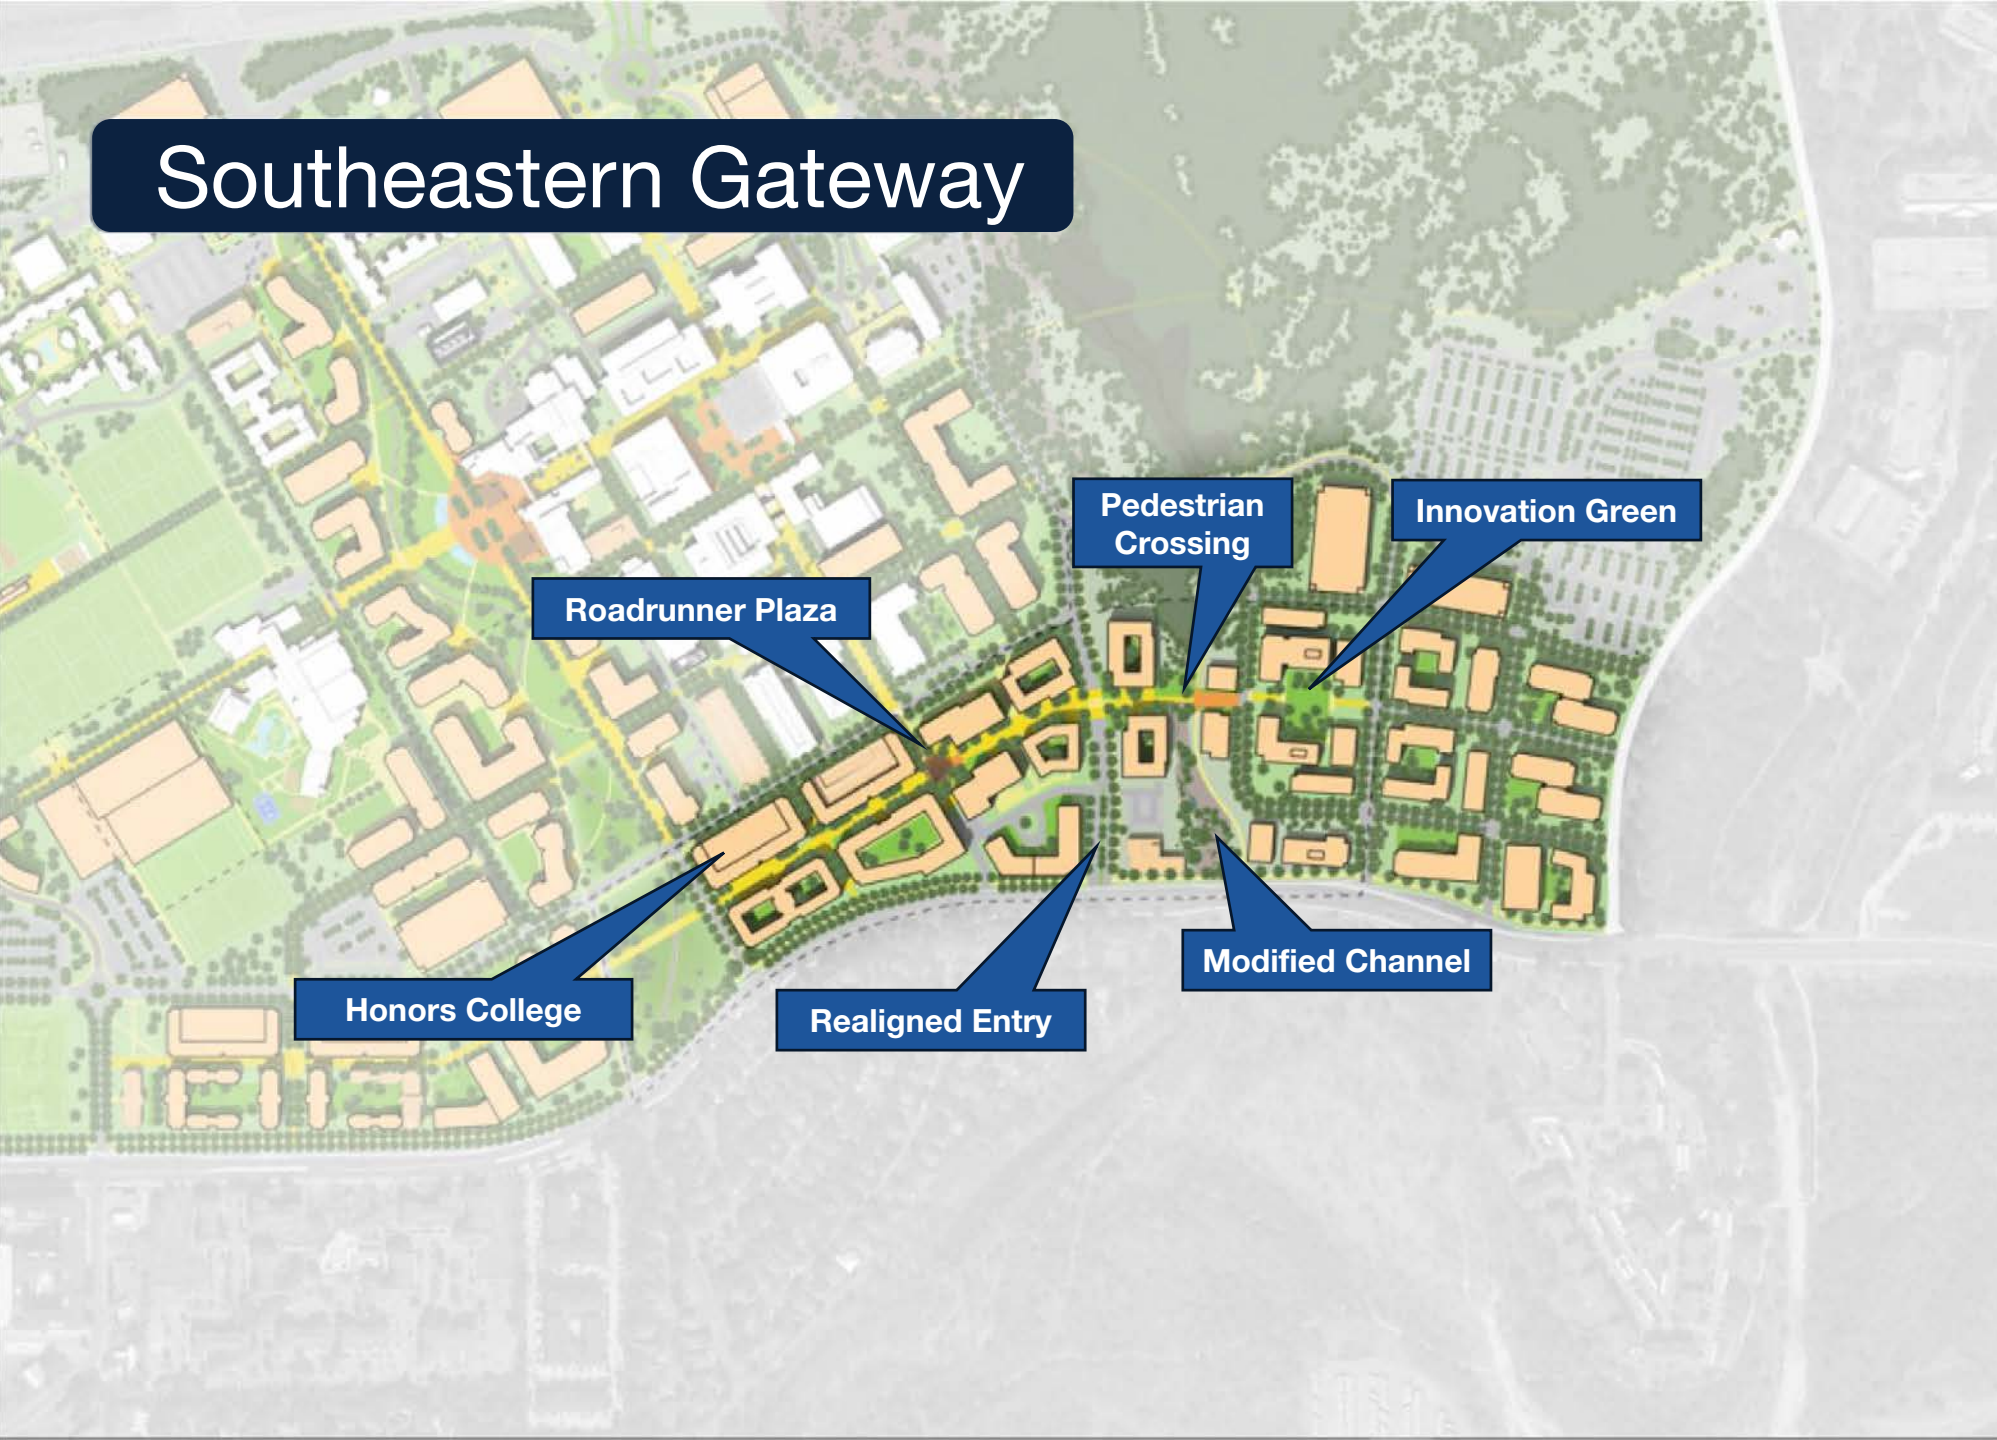 Southeastern Gateway
Pedestrian
Crossing
Innovation Green
Roadrunner Plaza
Modified Channel
Honors College
Realigned Entry